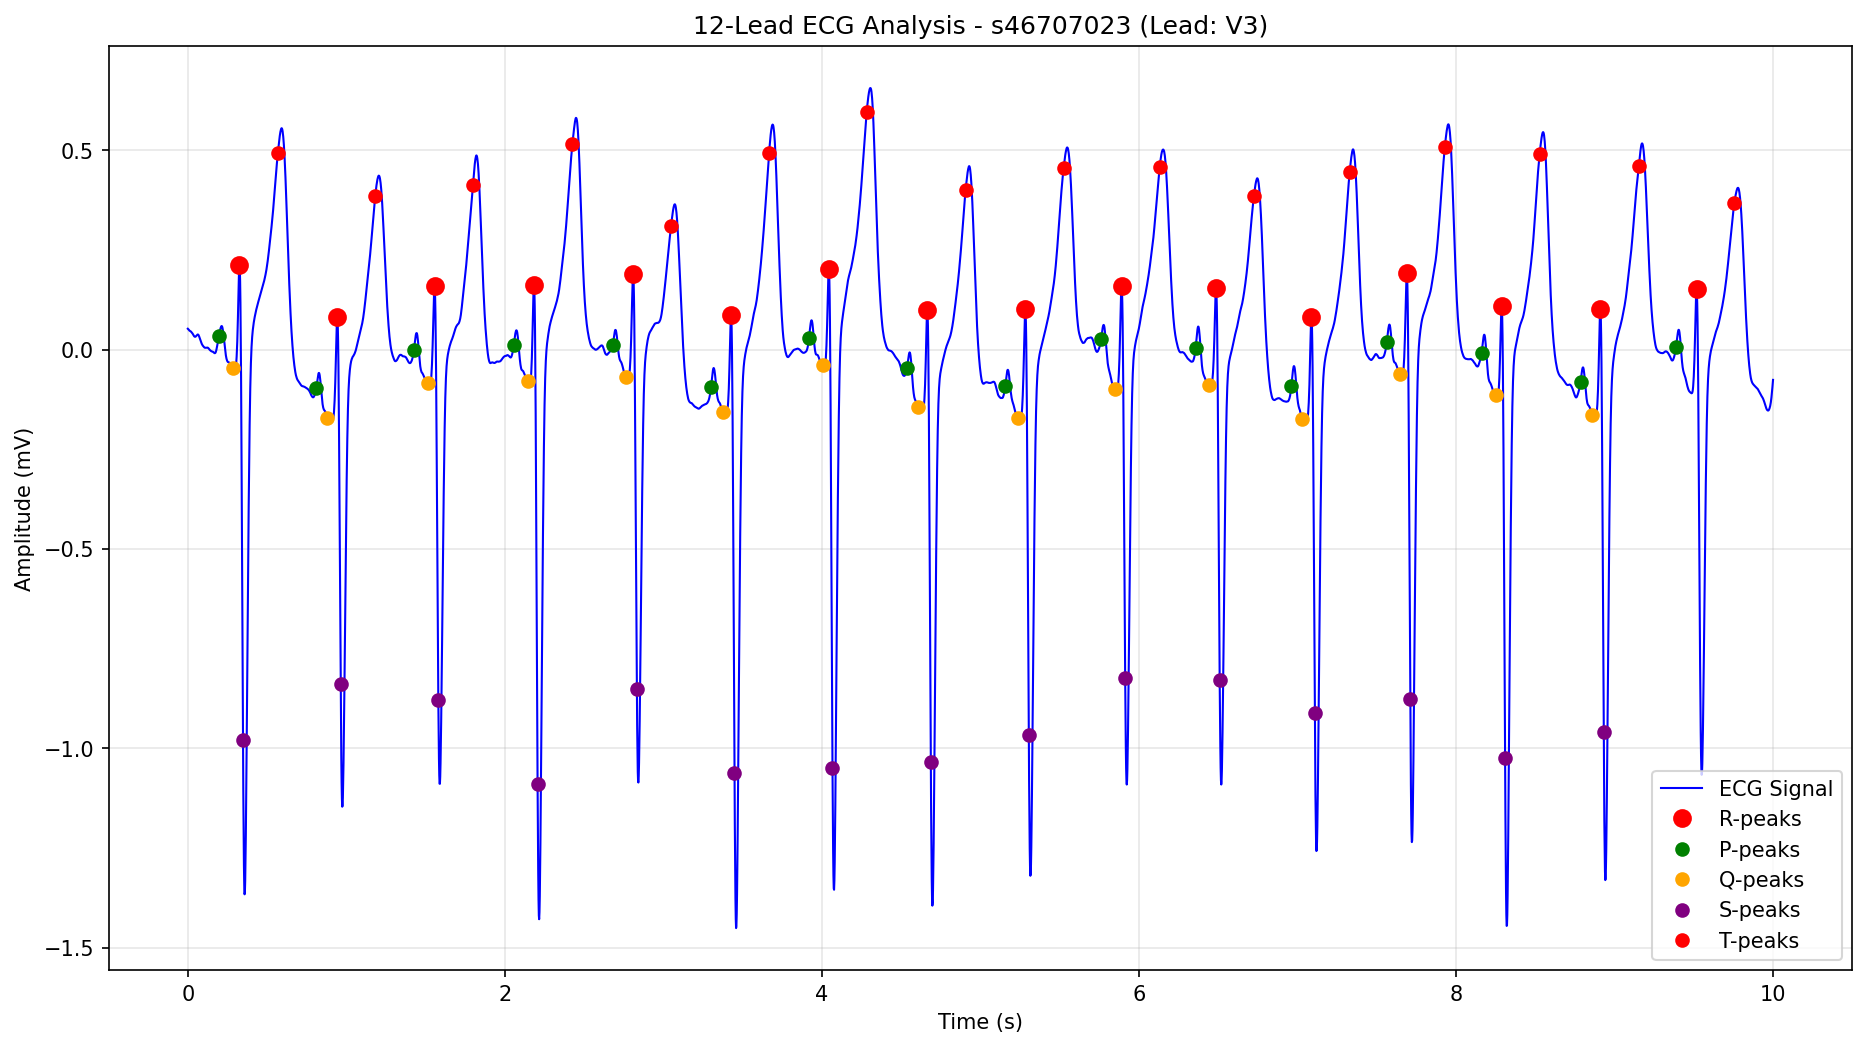 12-Lead ECG Analysis - s46707023 (Lead: V3)
Amplitude (mV)
0.5
0.0
−0.5
−1.0
−1.5
0
2
4
6
8
10
Time (s)
ECG Signal
R-peaks
P-peaks
Q-peaks
S-peaks
T-peaks